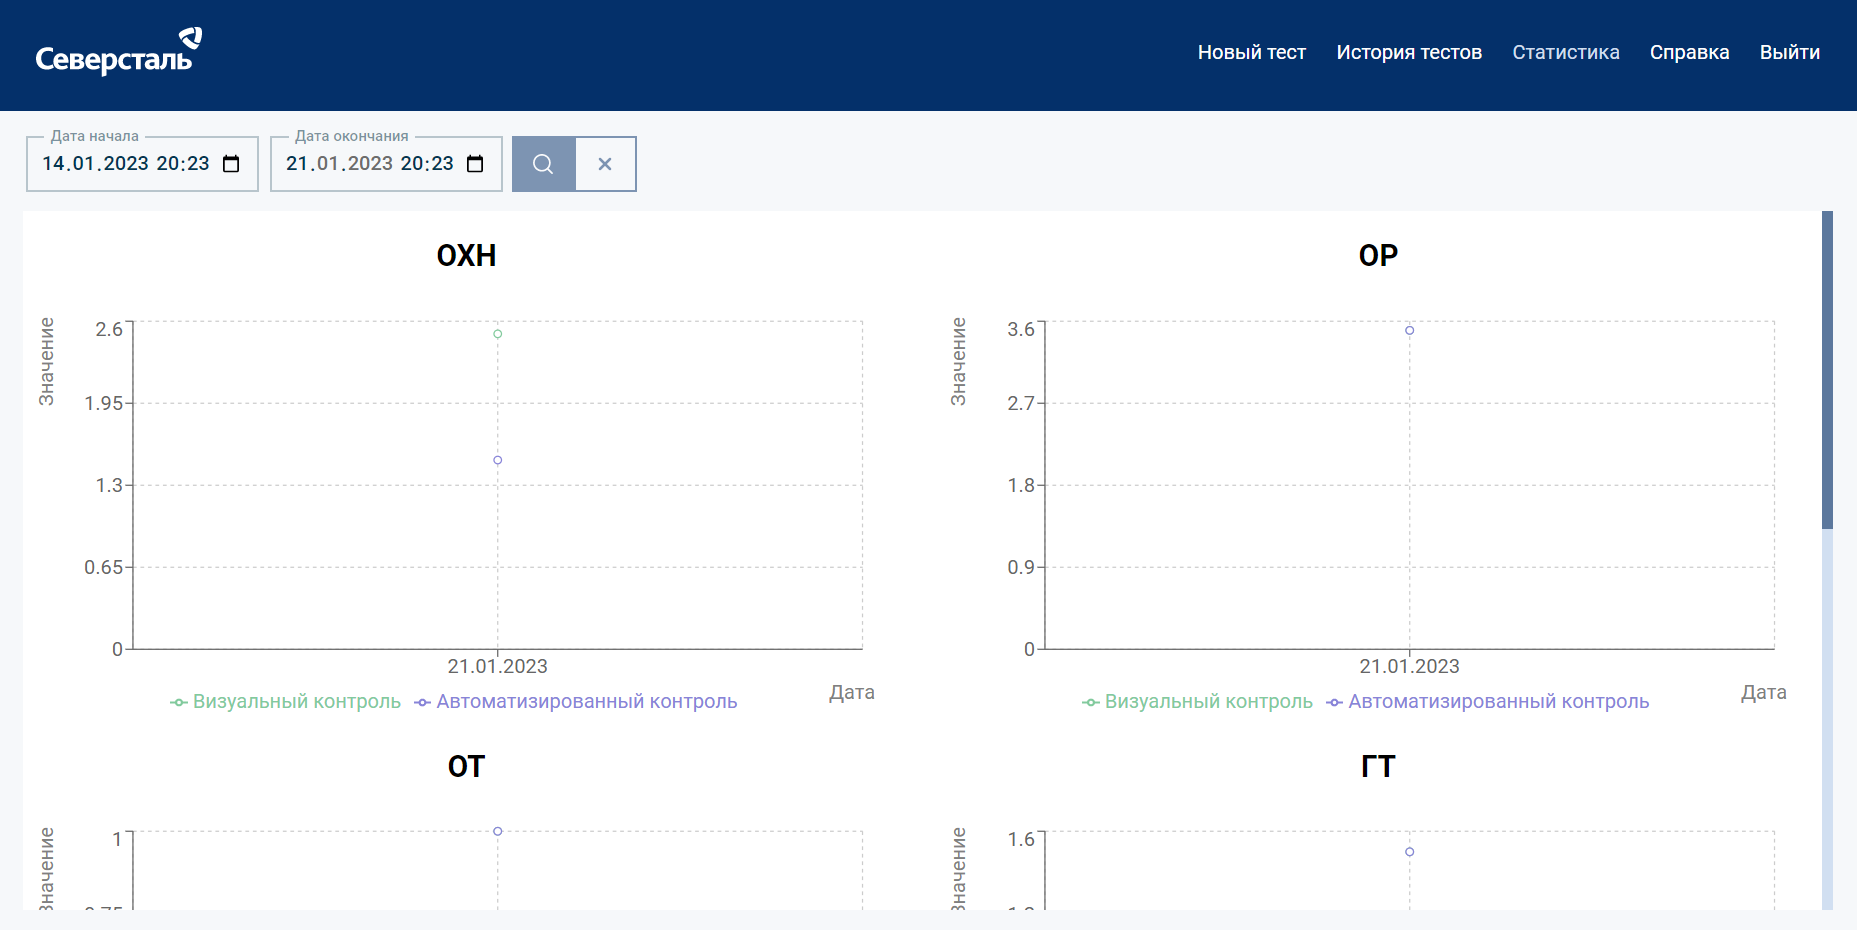 Северсталь
Новый тест История тестов Статистика Справка Выйти
Дата начала
14.01.2023 20:23
Дата окончания
21.01.2023 20:23
ОХН
Значение
2.6
1.95
1.3
0.65
0
21.01.2023
Дата
Визуальный контроль Автоматизированный контроль
ОР
Значение
3.6
2.7
1.8
0.9
0
21.01.2023
Дата
Визуальный контроль Автоматизированный контроль
ОТ
Значение
1
ГТ
Значение
1.6